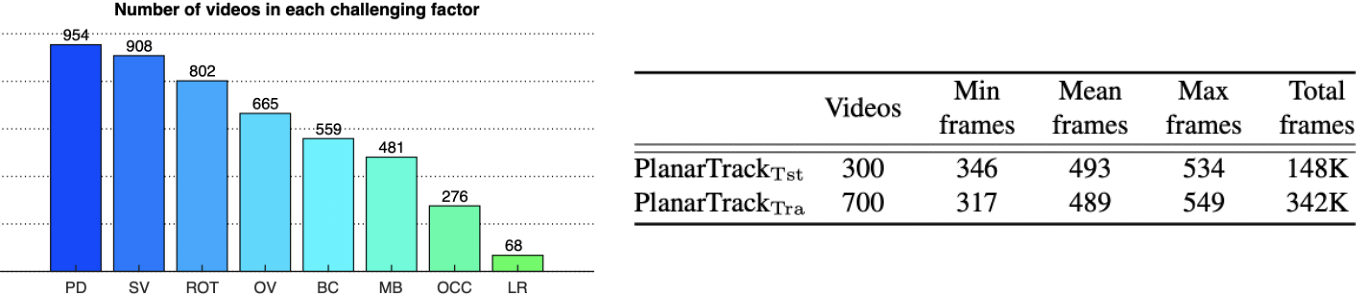 Number of videos in each challenging factor
954
908
802
665
559
481
276
68
PD SV ROT OV BC MB OCC LR
Videos Min frames Mean frames Max frames Total frames
PlanarTrackTst 300 346 493 534 148K
PlanarTrackTra 700 317 489 549 342K